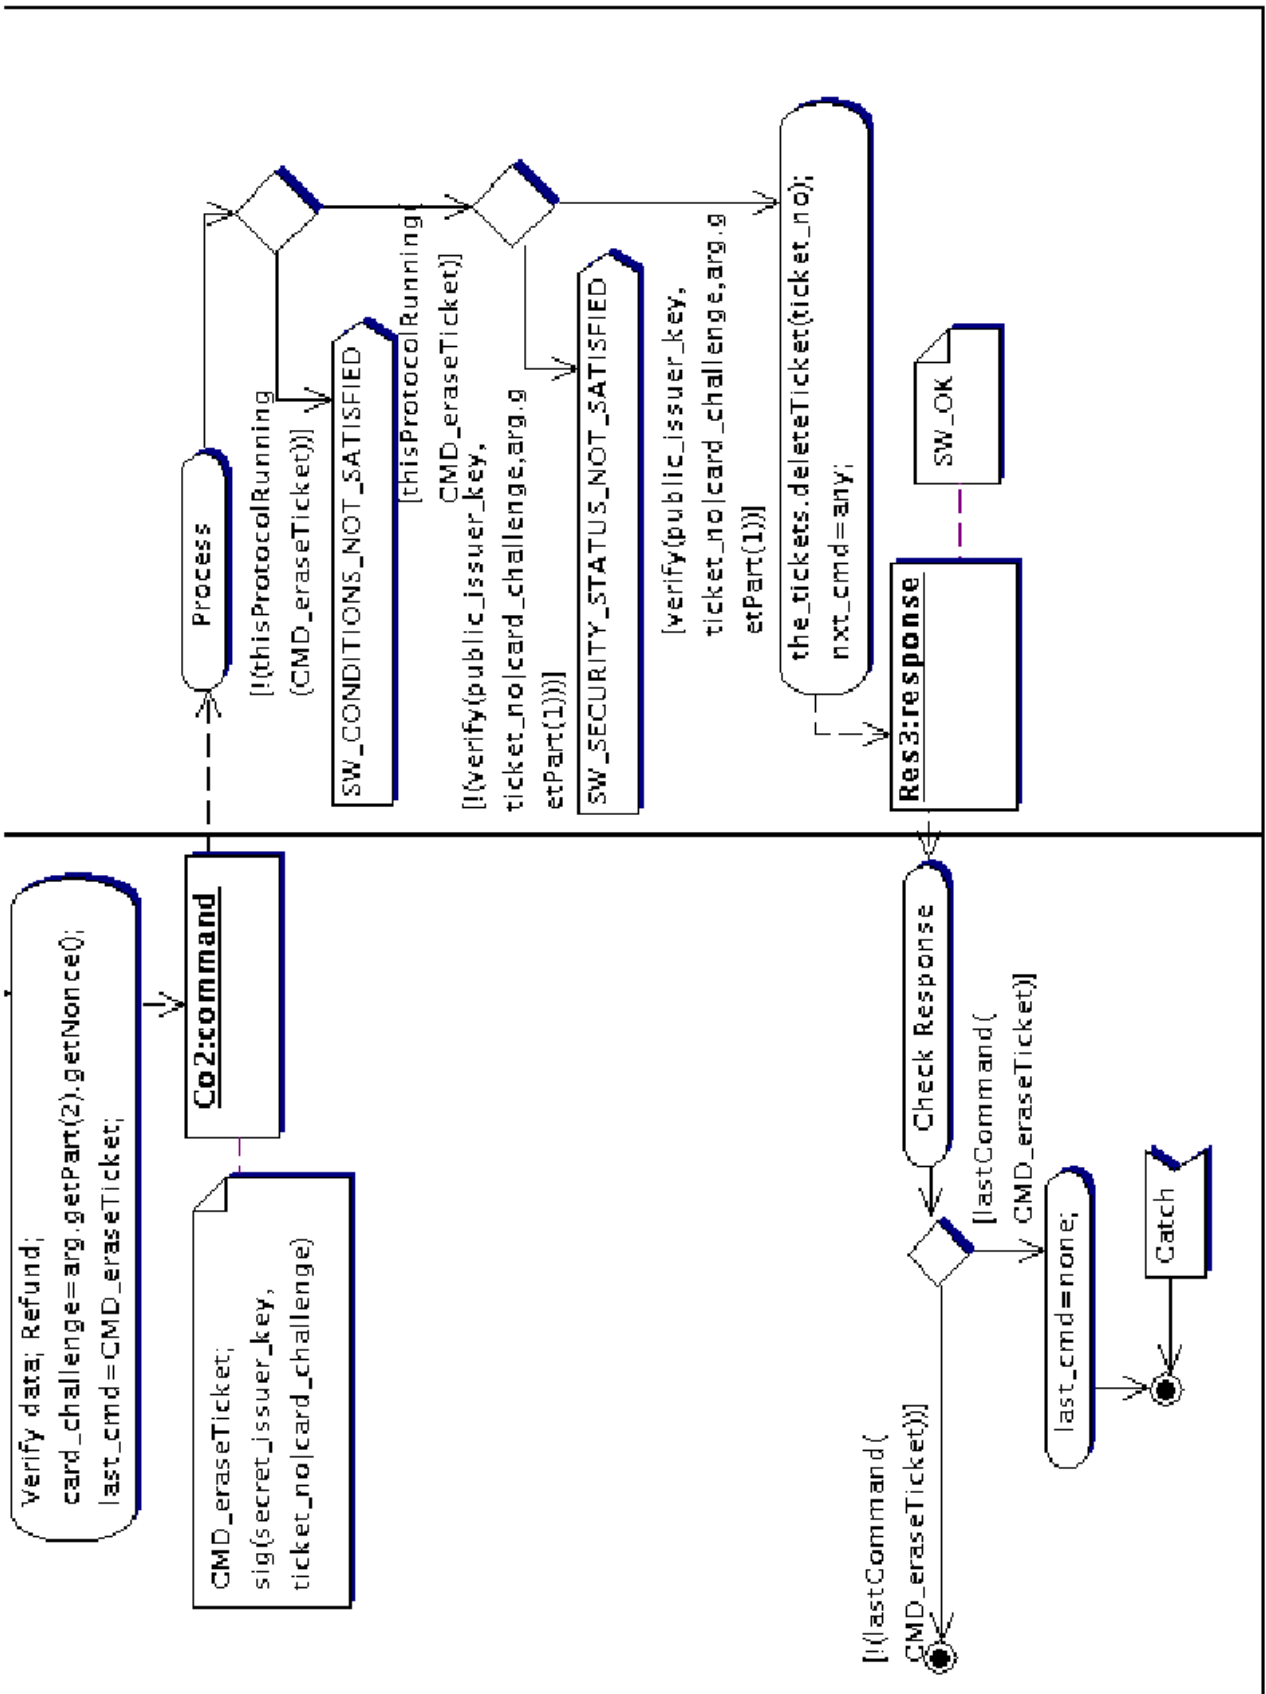 Verify data; Refund;
card_challenge=arg.getPart(2).getNonce();
last_cmd=CMD_eraseTicket;
Co2:command
CMD_eraseTicket;
sig(secret_issuer_key,
ticket_no|card_challenge)
Process
[!(thisProtocolRunning
(CMD_eraseTicket))]
SW_CONDITIONS_NOT_SATISFIED
[thisProtocolRunning(
CMD_eraseTicket)]
[!(verify(public_issuer_key,
ticket_no|card_challenge,arg.g
etPart(1)))]
SW_SECURITY_STATUS_NOT_SATISFIED
[verify(public_issuer_key,
ticket_no|card_challenge,arg.g
etPart(1))]
the_tickets.deleteTicket(ticket_no);
nxt_cmd=any;
Res3:response
SW_OK
Check Response
[!(lastCommand(
CMD_eraseTicket))]
[lastCommand(
CMD_eraseTicket)]
last_cmd=none;
Catch